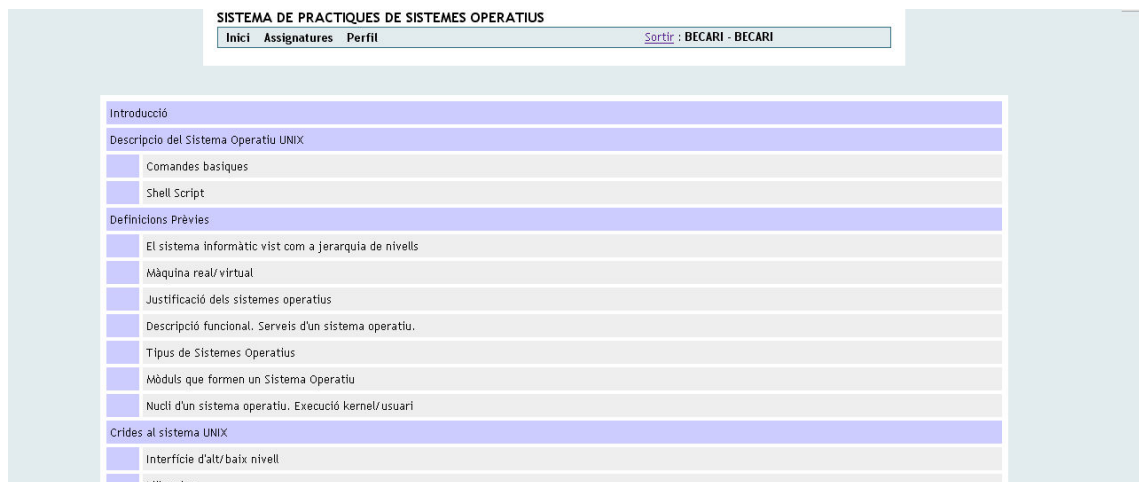 SISTEMA DE PRACTIQUES DE SISTEMES OPERATIUS
Inici Assignatures Perfil Sortir : BECARI - BECARI
Introducció
Descripcio del Sistema Operatiu UNIX
Comandes basiques
Shell Script
Definicions Prèvies
El sistema informàtic vist com a jerarquia de nivells
Màquina real/virtual
Justificació dels sistemes operatius
Descripció funcional. Serveis d'un sistema operatiu.
Tipus de Sistemes Operatius
Mòduls que formen un Sistema Operatiu
Nucli d'un sistema operatiu. Execució kernel/usuari
Crides al sistema UNIX
Interfície d'alt/baix nivell